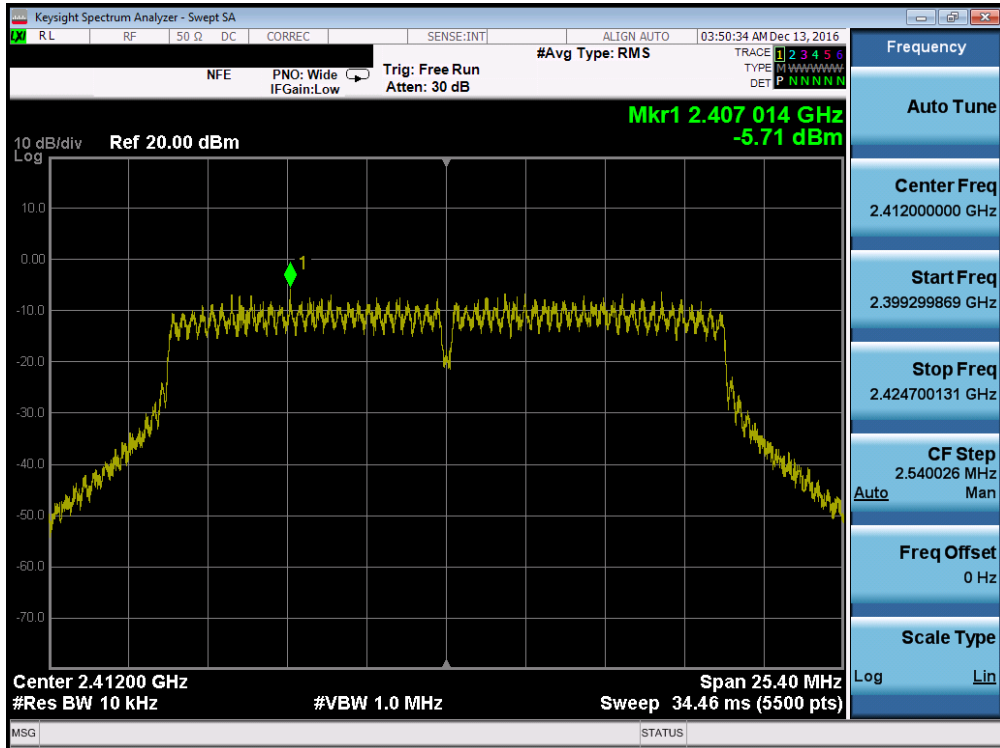 Keysight Spectrum Analyzer - Swept SA
LXI RL RF 50 Ω DC CORREC SENSE:INT ALIGN AUTO 03:50:34 AM Dec 13, 2016
NFE PNO: Wide Trig: Free Run #Avg Type: RMS TRACE 1 2 3 4 5 6
IFGain:Low Atten: 30 dB TYPE M WWWWW
DET P N N N N N
Mkr1 2.407 014 GHz
-5.71 dBm
10 dB/div Ref 20.00 dBm
Log
10.0
0.00
-10.0
-20.0
-30.0
-40.0
-50.0
-60.0
-70.0
1
Center 2.41200 GHz Span 25.40 MHz
#Res BW 10 kHz #VBW 1.0 MHz Sweep 34.46 ms (5500 pts)
MSG STATUS
Frequency
Auto Tune
Center Freq
2.412000000 GHz
Start Freq
2.399299869 GHz
Stop Freq
2.424700131 GHz
CF Step
2.540026 MHz
Auto Man
Freq Offset
0 Hz
Scale Type
Log Lin